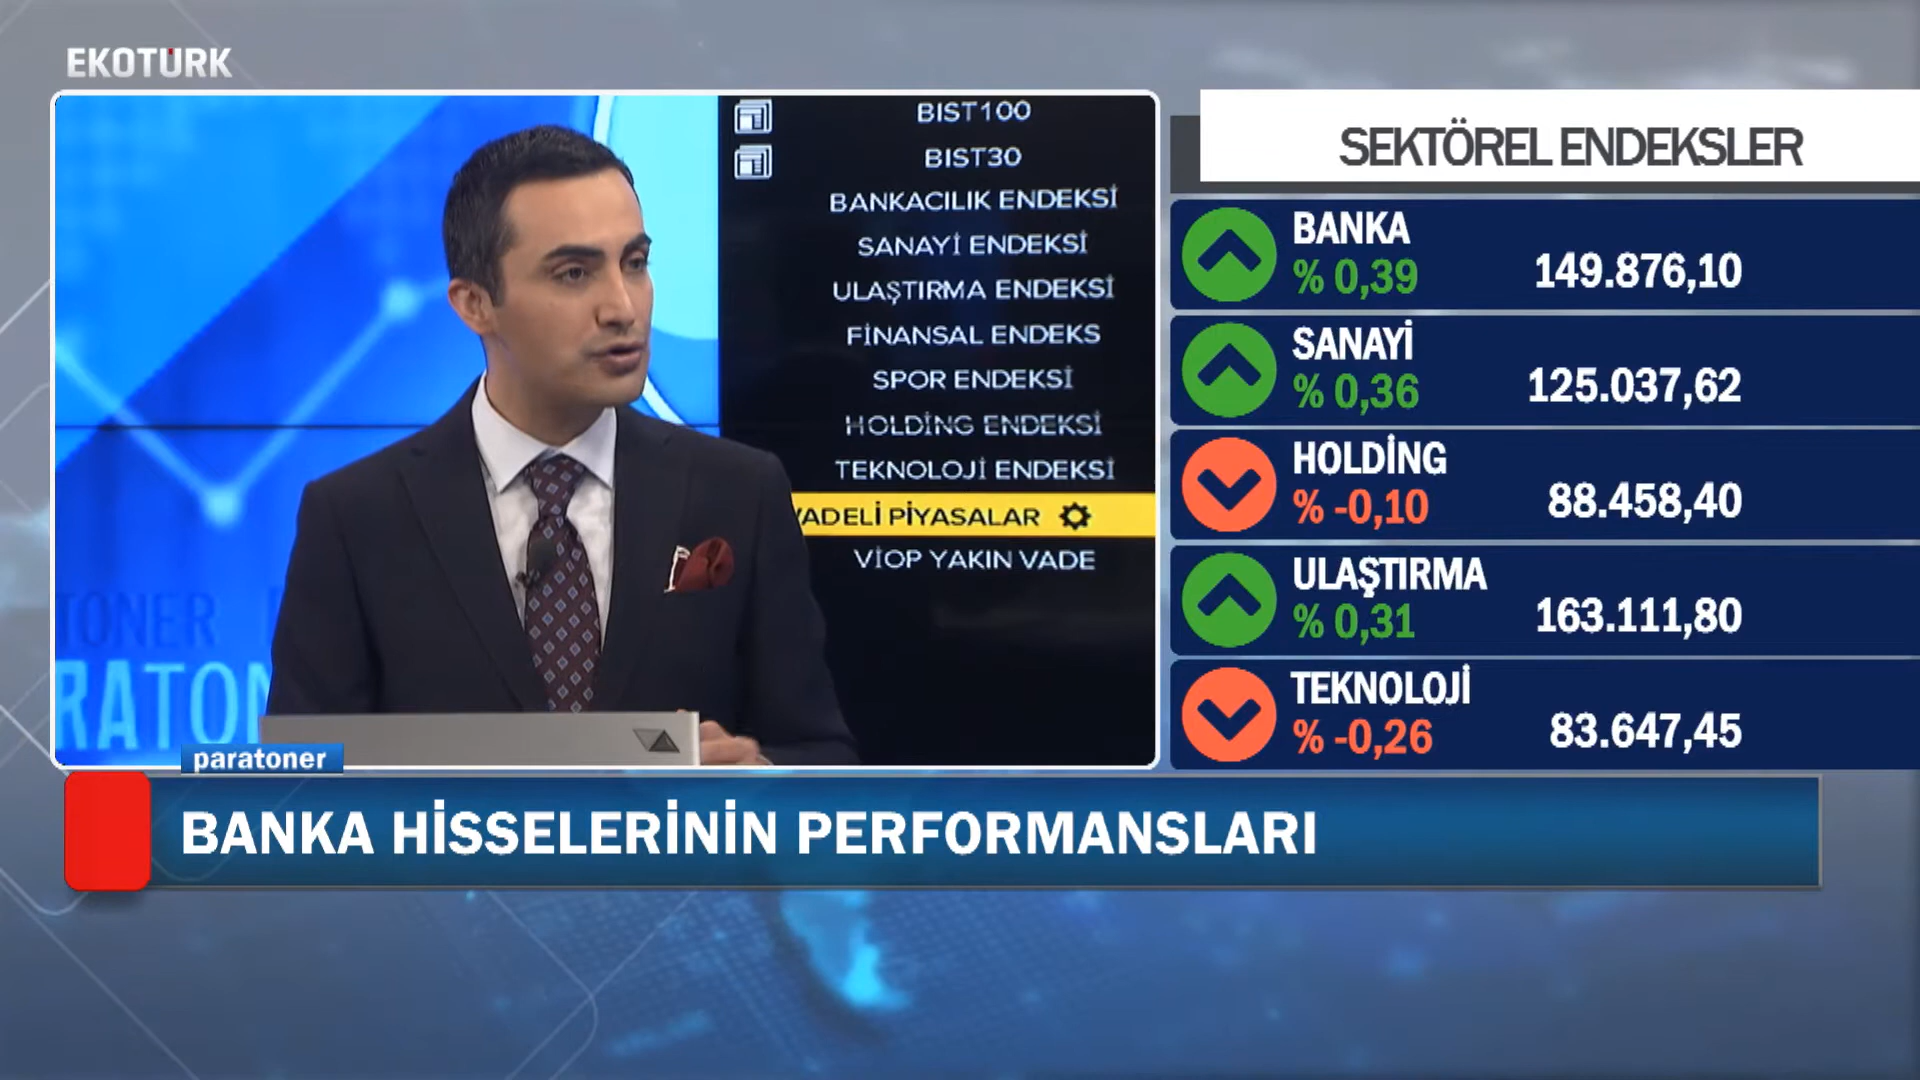 EKOTÜRK
BIST100
BIST30
BANKACILIK ENDEKSİ
SANAYİ ENDEKSİ
ULAŞTIRMA ENDEKSİ
FİNANSAL ENDEKS
SPOR ENDEKSİ
HOLDİNG ENDEKSİ
TEKNOLOJİ ENDEKSİ
VADELİ PİYASALAR
VİOP YAKIN VADE
TONER
RATON
SEKTÖREL ENDEKSLER
BANKA
% 0,39
149.876,10
SANAYİ
% 0,36
125.037,62
HOLDİNG
% -0,10
88.458,40
ULAŞTIRMA
% 0,31
163.111,80
TEKNOLOJİ
% -0,26
83.647,45
paratoner
BANKA HİSSELERİNİN PERFORMANSLARI